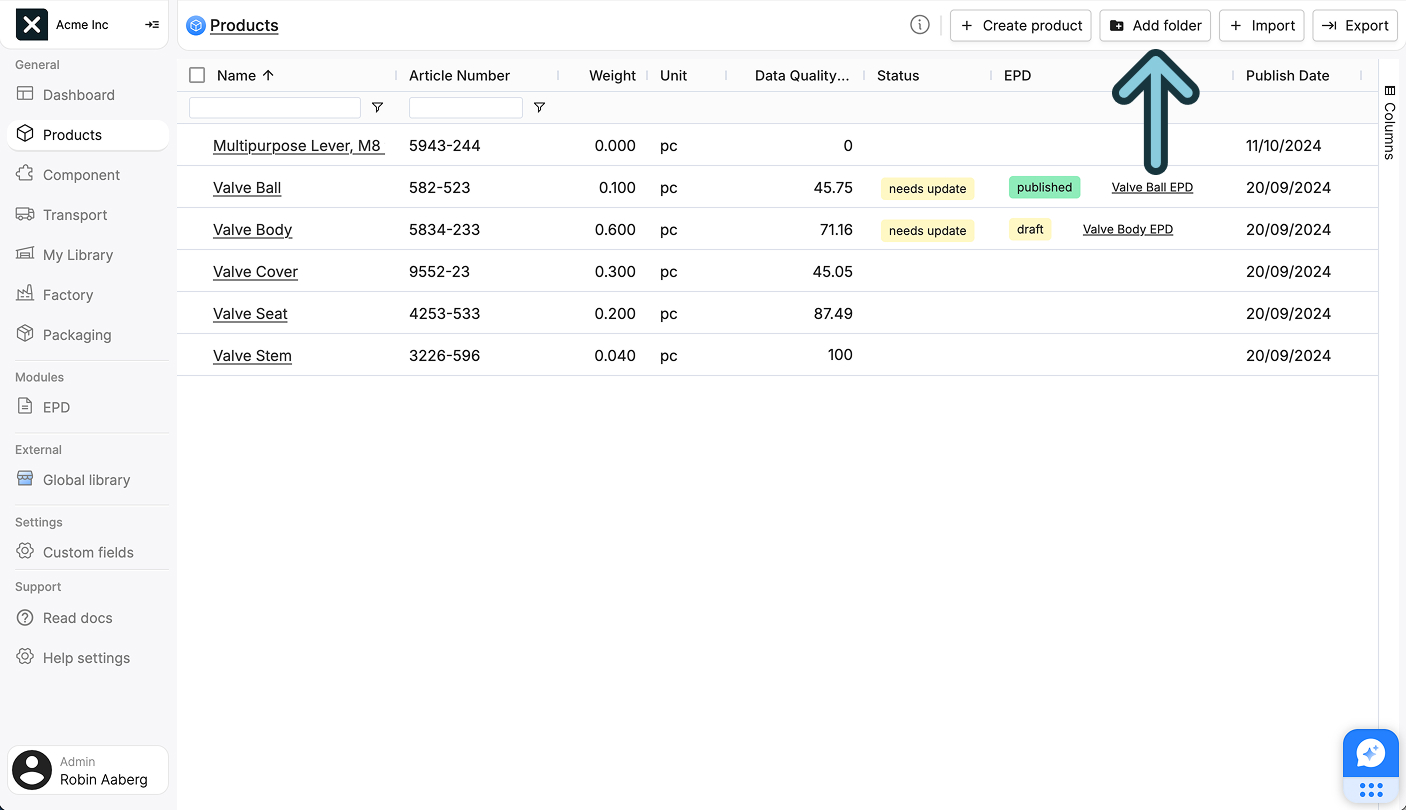 Acme Inc
Products
Create product
Add folder
Import
Export
General
Dashboard
Products
Component
Transport
My Library
Factory
Packaging
Modules
EPD
External
Global library
Settings
Custom fields
Support
Read docs
Help settings
Admin
Robin Aaberg
Name Article Number Weight Unit Data Quality... Status EPD Publish Date
Multipurpose Lever, M8 5943-244 0.000 pc 0 11/10/2024
Valve Ball 582-523 0.100 pc 45.75 needs update published Valve Ball EPD 20/09/2024
Valve Body 5834-233 0.600 pc 71.16 needs update draft Valve Body EPD 20/09/2024
Valve Cover 9552-23 0.300 pc 45.05 20/09/2024
Valve Seat 4253-533 0.200 pc 87.49 20/09/2024
Valve Stem 3226-596 0.040 pc 100 20/09/2024
Columns